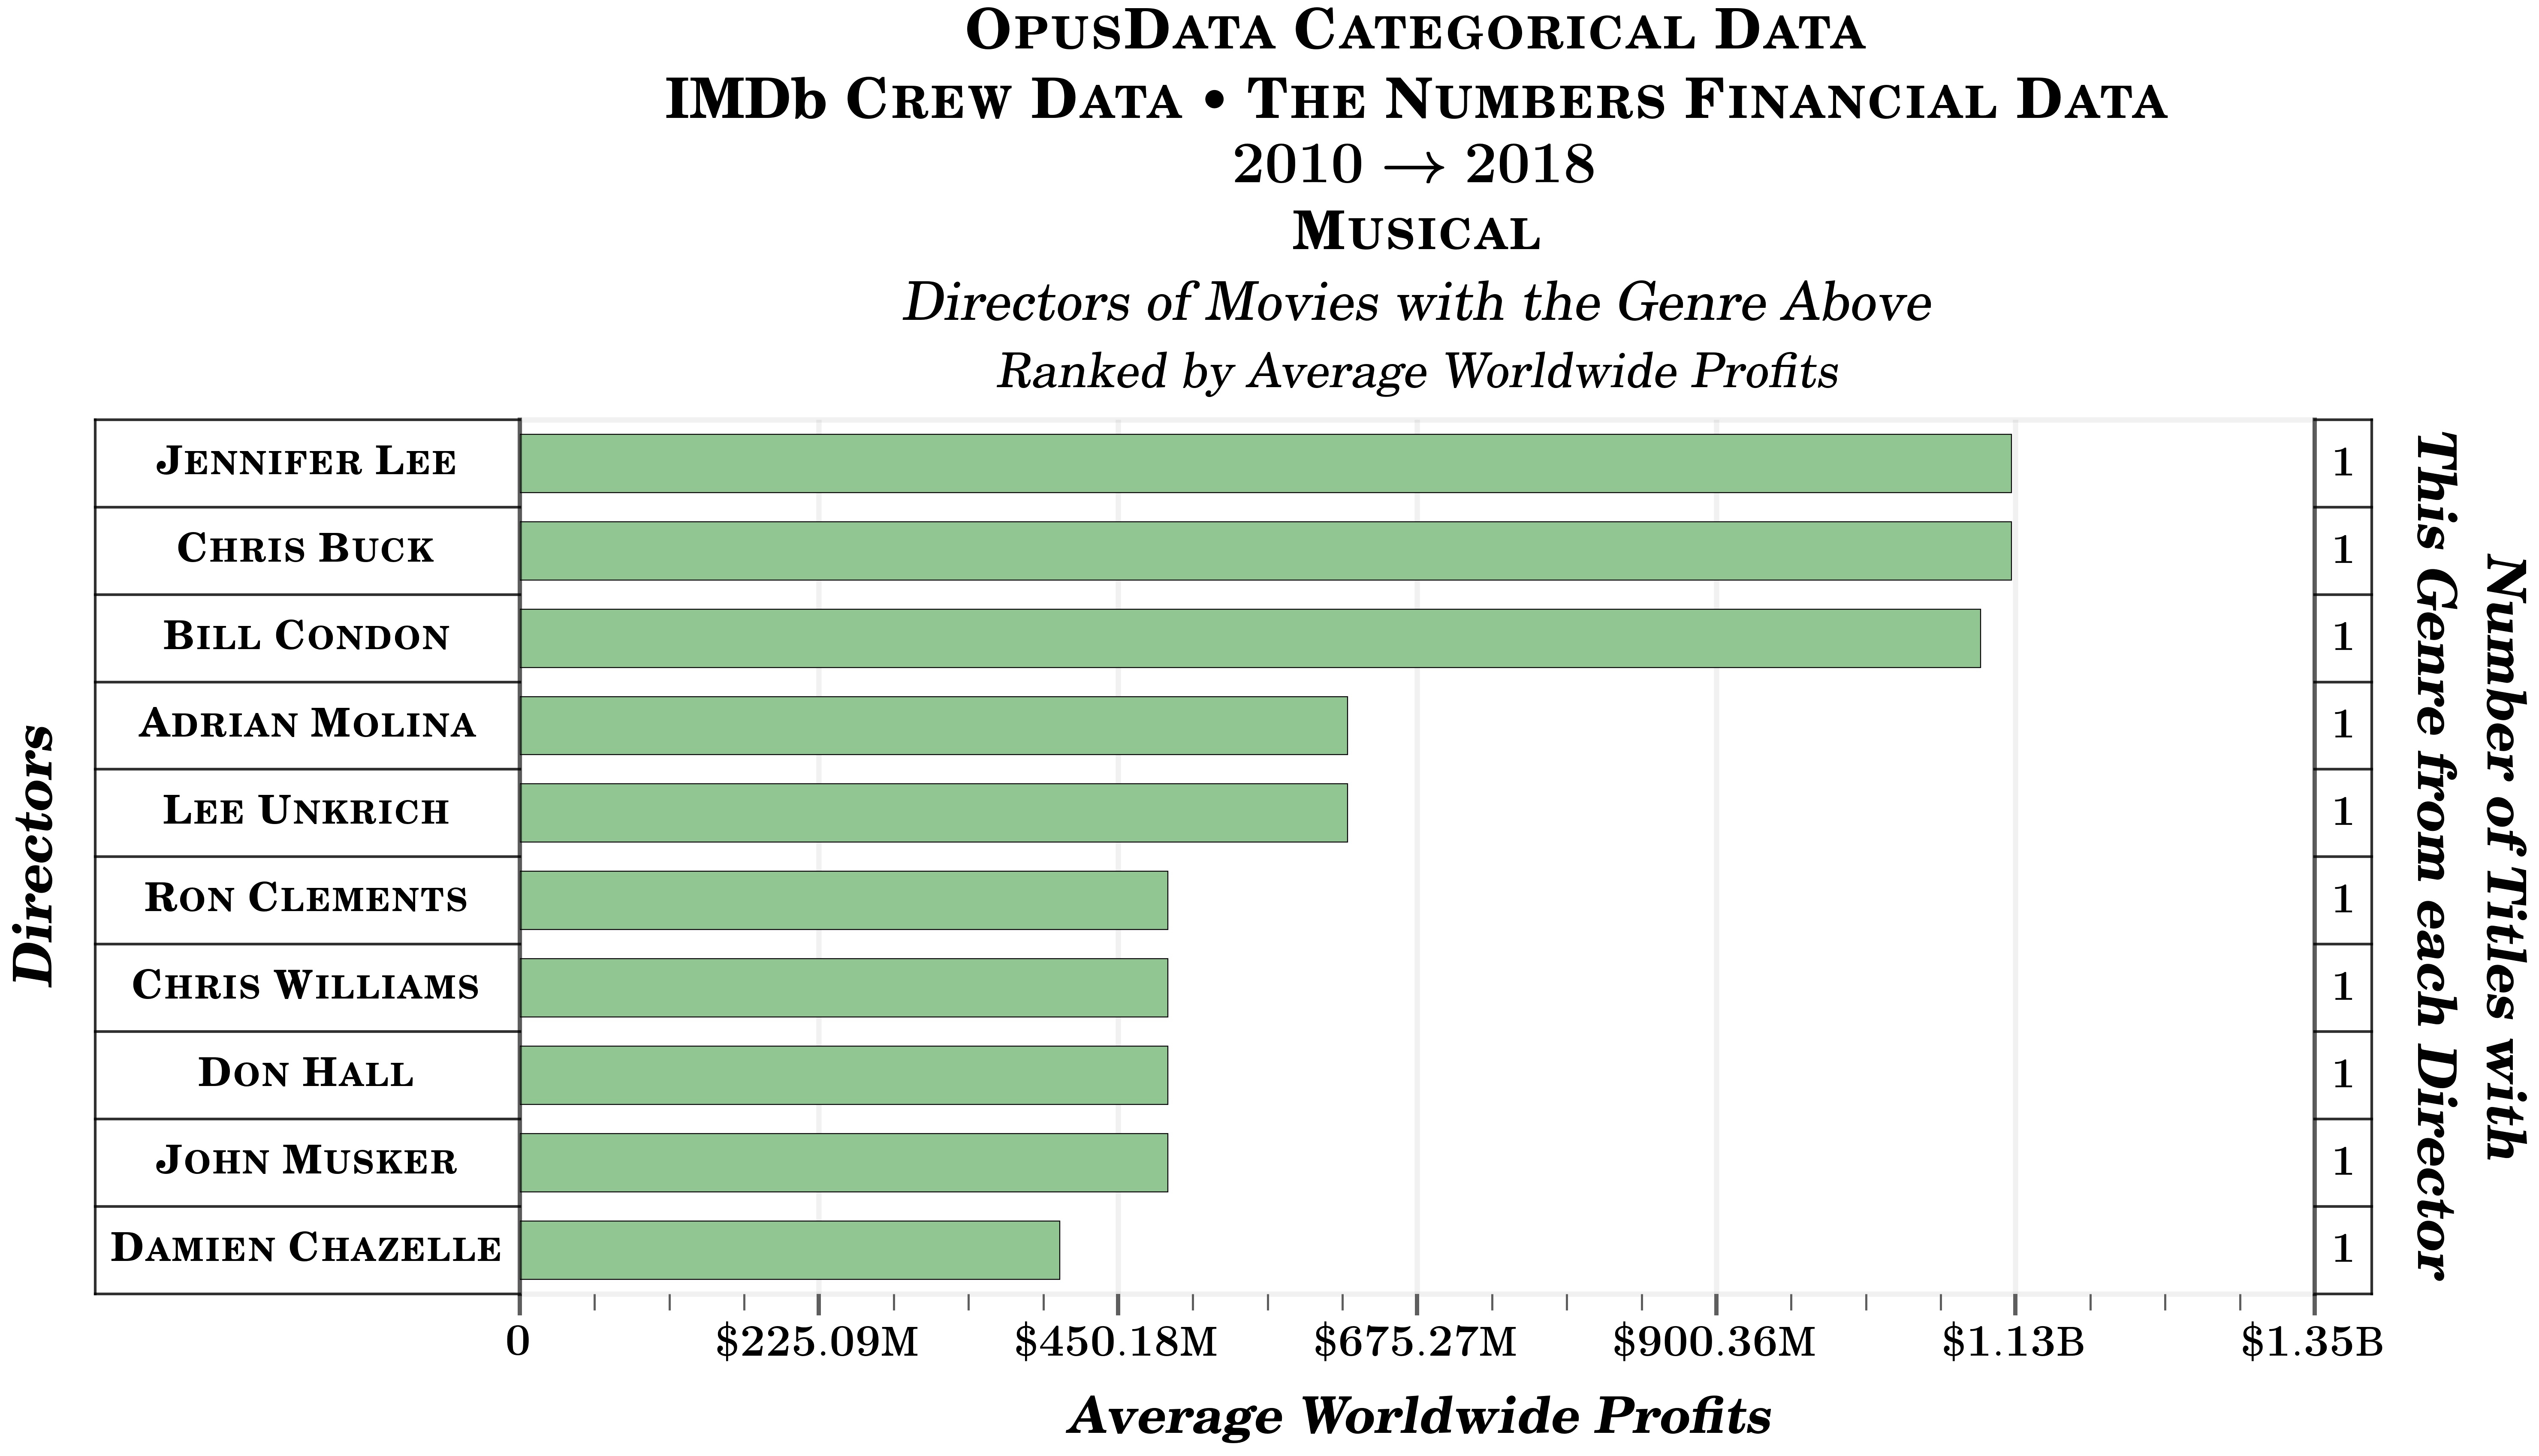 OPUSDATA CATEGORICAL DATA
IMDb CREW DATA • THE NUMBERS FINANCIAL DATA
2010 → 2018
MUSICAL
Directors of Movies with the Genre Above
Ranked by Average Worldwide Profits
Directors
JENNIFER LEE 1
CHRIS BUCK 1
BILL CONDON 1
ADRIAN MOLINA 1
LEE UNKRICH 1
RON CLEMENTS 1
CHRIS WILLIAMS 1
DON HALL 1
JOHN MUSKER 1
DAMIEN CHAZELLE 1
Number of Titles with
This Genre from each Director
0 $225.09M $450.18M $675.27M $900.36M $1.13B $1.35B
Average Worldwide Profits